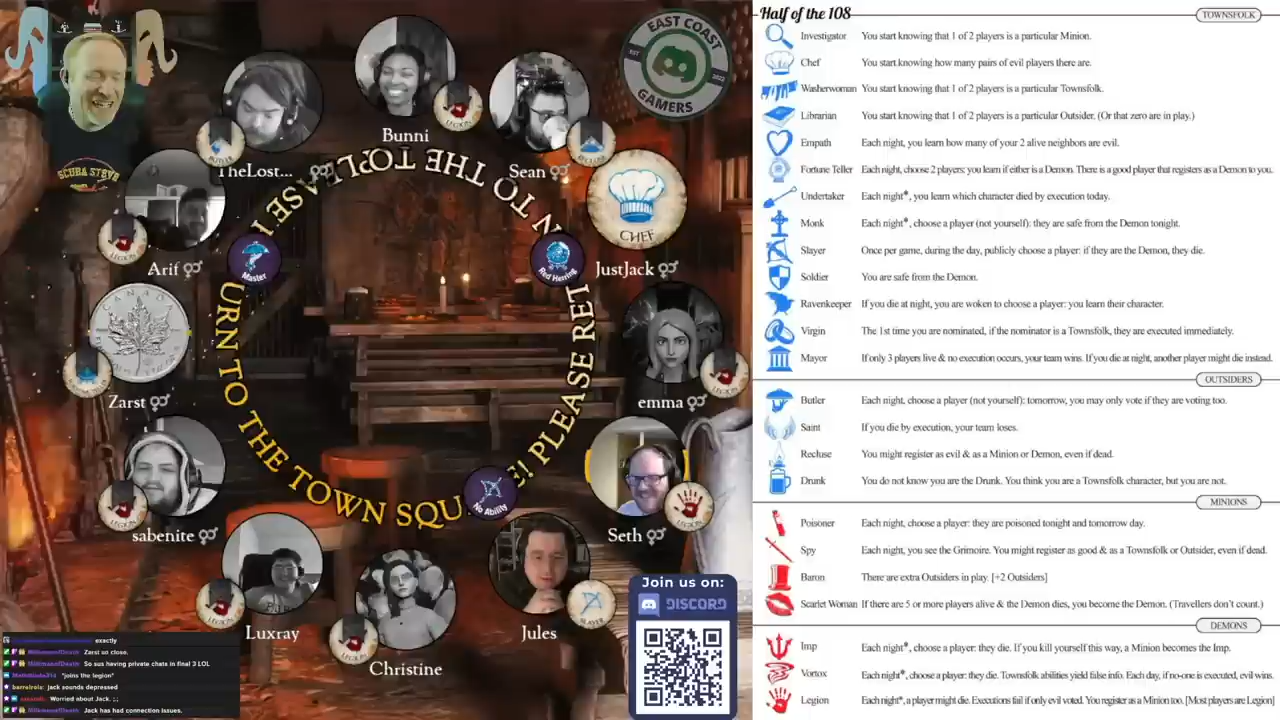 EAST COAST
EST
2022
GAMERS
SCUBA STEVE
TheLost...
BUTLER
Bunni
LEGION
Sean
RECLUSE
CHEF
JustJack
Red Herring
emma
LEGION
Seth
LEGION
No Ability
Jules
SLAYER
Christine
LEGION
Luxray
LEGION
sabenite
LEGION
Zarst
CANADA
Arif
LEGION
Master
PLEASE RETURN TO THE TOWN SQUARE! PLEASE RET
Join us on:
DISCORD
exactly
MilkmanofDeath Zarst so close.
MilkmanofDeath So sus having private chats in final 3 LOL
"joins the legion"
barrelrole: jack sounds depressed
Worried about Jack. ;;
MilkmanofDeath Jack has had connection issues.
Half of the 108
TOWNSFOLK
Investigator You start knowing that 1 of 2 players is a particular Minion.
Chef You start knowing how many pairs of evil players there are.
Washerwoman You start knowing that 1 of 2 players is a particular Townsfolk.
Librarian You start knowing that 1 of 2 players is a particular Outsider. (Or that zero are in play.)
Empath Each night, you learn how many of your 2 alive neighbors are evil.
Fortune Teller Each night, choose 2 players: you learn if either is a Demon. There is a good player that registers as a Demon to you.
Undertaker Each night*, you learn which character died by execution today.
Monk Each night*, choose a player (not yourself): they are safe from the Demon tonight.
Slayer Once per game, during the day, publicly choose a player: if they are the Demon, they die.
Soldier You are safe from the Demon.
Ravenkeeper If you die at night, you are woken to choose a player: you learn their character.
Virgin The 1st time you are nominated, if the nominator is a Townsfolk, they are executed immediately.
Mayor If only 3 players live & no execution occurs, your team wins. If you die at night, another player might die instead.
OUTSIDERS
Butler Each night, choose a player (not yourself): tomorrow, you may only vote if they are voting too.
Saint If you die by execution, your team loses.
Recluse You might register as evil & as a Minion or Demon, even if dead.
Drunk You do not know you are the Drunk. You think you are a Townsfolk character, but you are not.
MINIONS
Poisoner Each night, choose a player: they are poisoned tonight and tomorrow day.
Spy Each night, you see the Grimoire. You might register as good & as a Townsfolk or Outsider, even if dead.
Baron There are extra Outsiders in play. [+2 Outsiders]
Scarlet Woman If there are 5 or more players alive & the Demon dies, you become the Demon. (Travellers don't count.)
DEMONS
Imp Each night*, choose a player: they die. If you kill yourself this way, a Minion becomes the Imp.
Vortox Each night*, choose a player: they die. Townsfolk abilities yield false info. Each day, if no-one is executed, evil wins.
Legion Each night*, a player might die. Executions fail if only evil voted. You register as a Minion too. [Most players are Legion]